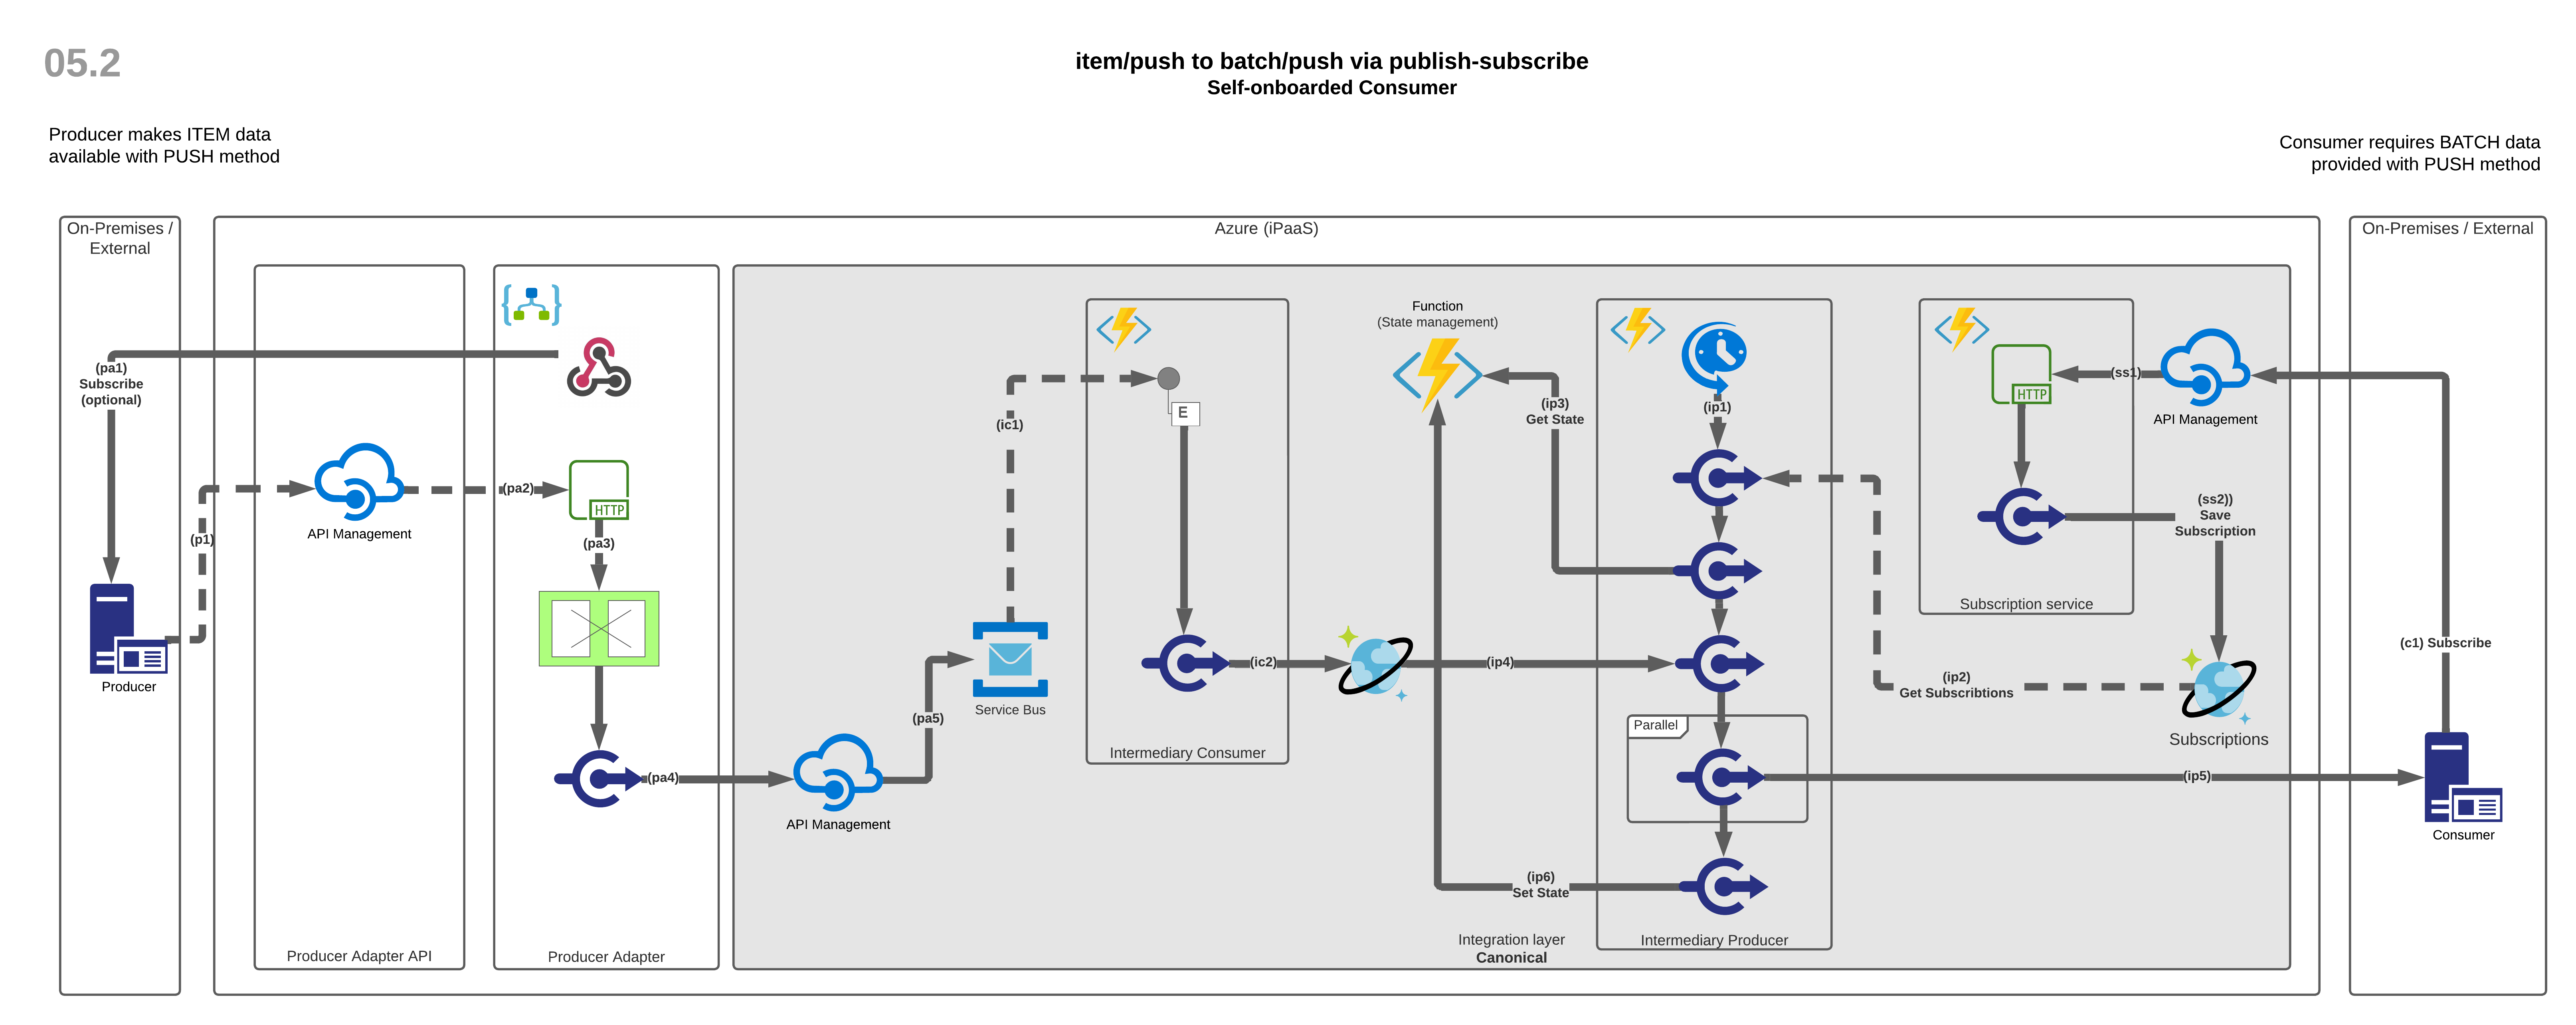 05.2
item/push to batch/push via publish-subscribe
Self-onboarded Consumer
Producer makes ITEM data
available with PUSH method
Consumer requires BATCH data
provided with PUSH method
On-Premises /
External
Azure (iPaaS)
On-Premises / External
(pa1)
Subscribe
(optional)
(p1)
Producer
API Management
Producer Adapter API
(pa2)
HTTP
(pa3)
(pa4)
Producer Adapter
API Management
(pa5)
Service Bus
(ic1)
E
Intermediary Consumer
(ic2)
Function
(State management)
(ip3)
Get State
(ip4)
(ip6)
Set State
Integration layer
Canonical
(ip1)
Parallel
Intermediary Producer
(ip2)
Get Subscribtions
HTTP
(ss1)
API Management
(ss2))
Save
Subscription
Subscription service
Subscriptions
(ip5)
(c1) Subscribe
Consumer